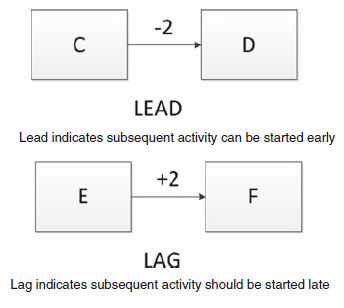 C
-2
D
LEAD
Lead indicates subsequent activity can be started early
E
+2
F
LAG
Lag indicates subsequent activity should be started late